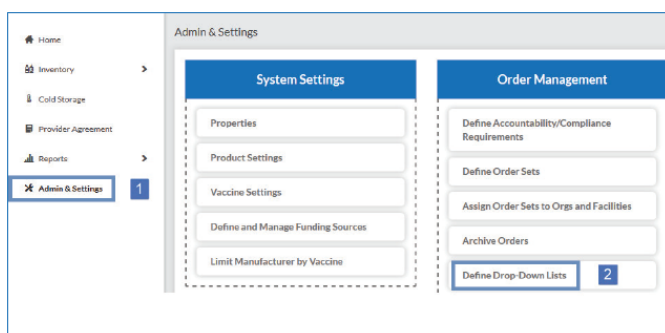 Admin & Settings
Home
Inventory
Cold Storage
Provider Agreement
Reports
Admin & Settings
1
System Settings
Properties
Product Settings
Vaccine Settings
Define and Manage Funding Sources
Limit Manufacturer by Vaccine
Order Management
Define Accountability/Compliance
Requirements
Define Order Sets
Assign Order Sets to Orgs and Facilities
Archive Orders
Define Drop-Down Lists
2